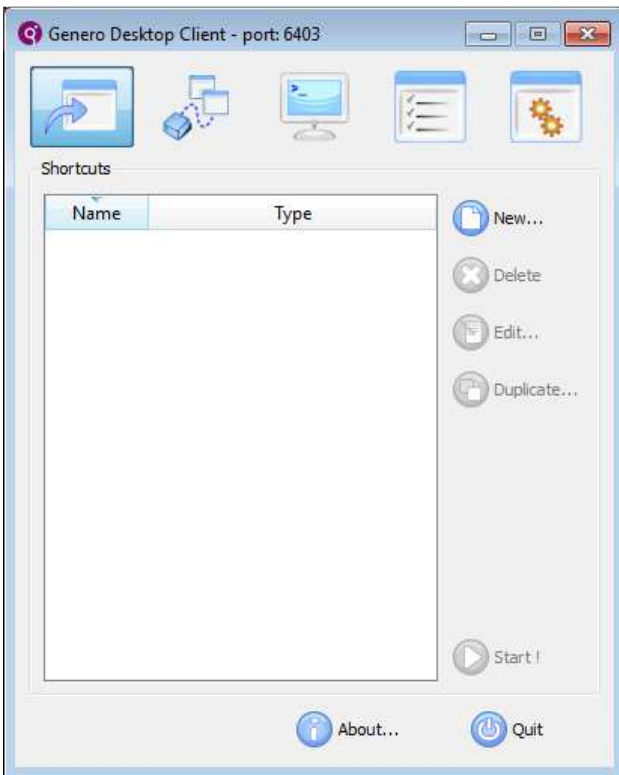 Genero Desktop Client - port: 6403
>_
Shortcuts
Name Type
New...
Delete
Edit...
Duplicate...
Start !
About... Quit